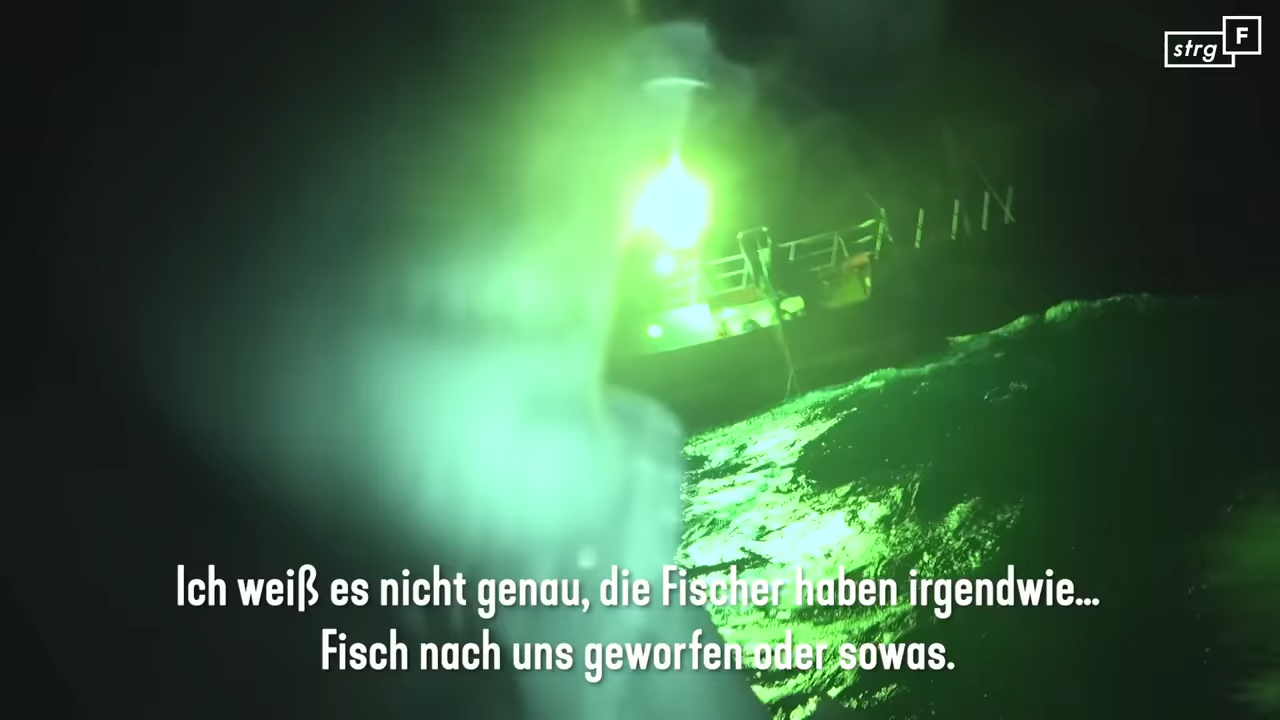 strg F
Ich weiß es nicht genau, die Fischer haben irgendwie...
Fisch nach uns geworfen oder sowas.